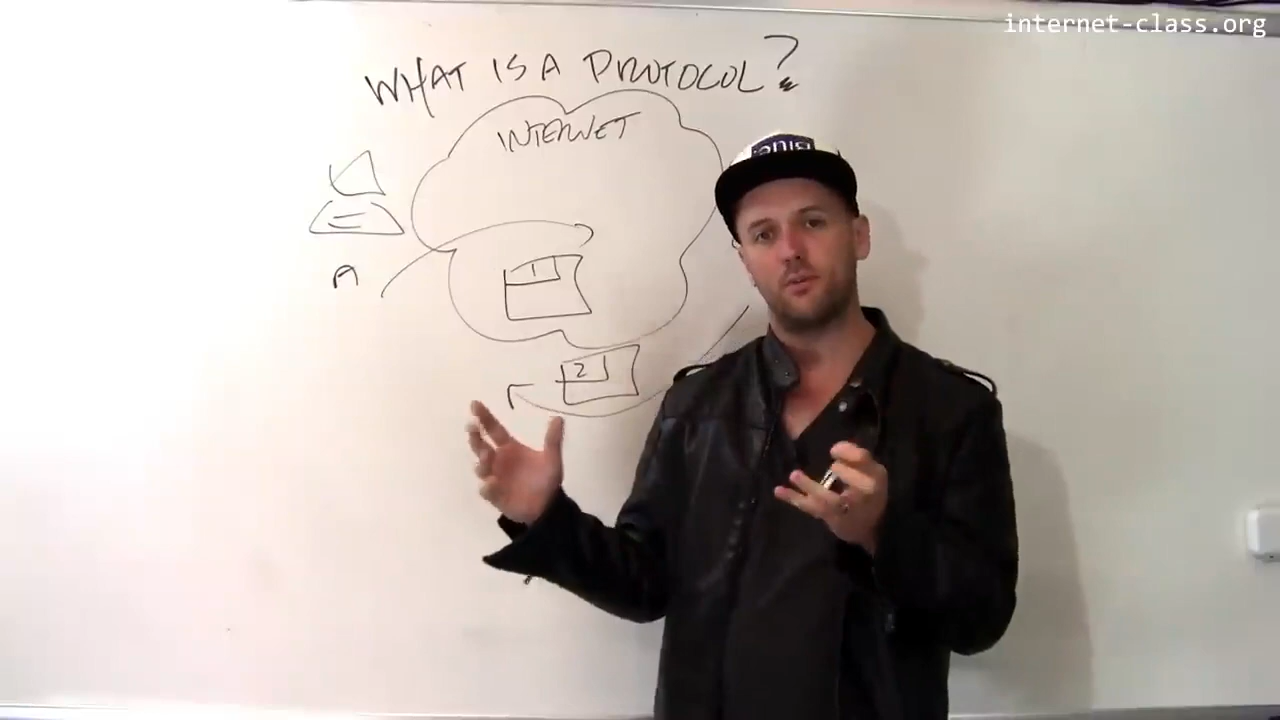 internet-class.org
WHAT IS A PROTOCOL?
INTERNET
A
1
2